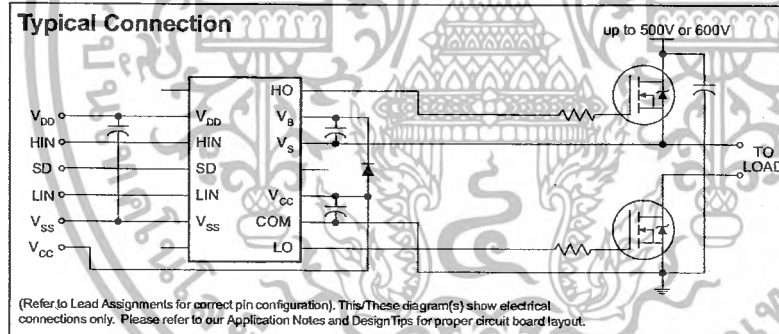 Typical Connection
up to 500V or 600V
HO
VDD
VDD
VB
HIN
HIN
VS
SD
SD
TO
LOAD
LIN
LIN
VCC
VSS
VSS
COM
VCC
LO
(Refer to Lead Assignments for correct pin configuration). This/These diagram(s) show electrical
connections only. Please refer to our Application Notes and DesignTips for proper circuit board layout.